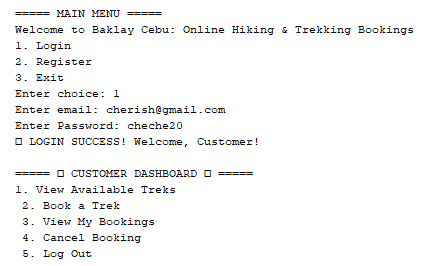 ===== MAIN MENU =====
Welcome to Baklay Cebu: Online Hiking & Trekking Bookings
1. Login
2. Register
3. Exit
Enter choice: 1
Enter email: cherish@gmail.com
Enter Password: cheche20
▯ LOGIN SUCCESS! Welcome, Customer!
===== ▯ CUSTOMER DASHBOARD ▯ =====
1. View Available Treks
2. Book a Trek
3. View My Bookings
4. Cancel Booking
5. Log Out